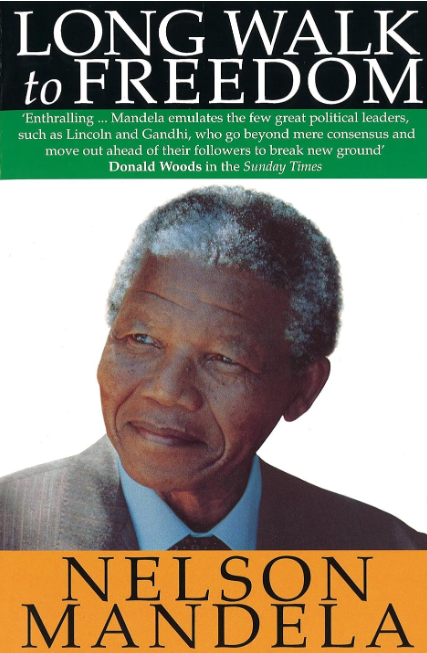 LONG WALK
to FREEDOM
'Enthralling ... Mandela emulates the few great political leaders,
such as Lincoln and Gandhi, who go beyond mere consensus and
move out ahead of their followers to break new ground'
Donald Woods in the Sunday Times
NELSON
MANDELA